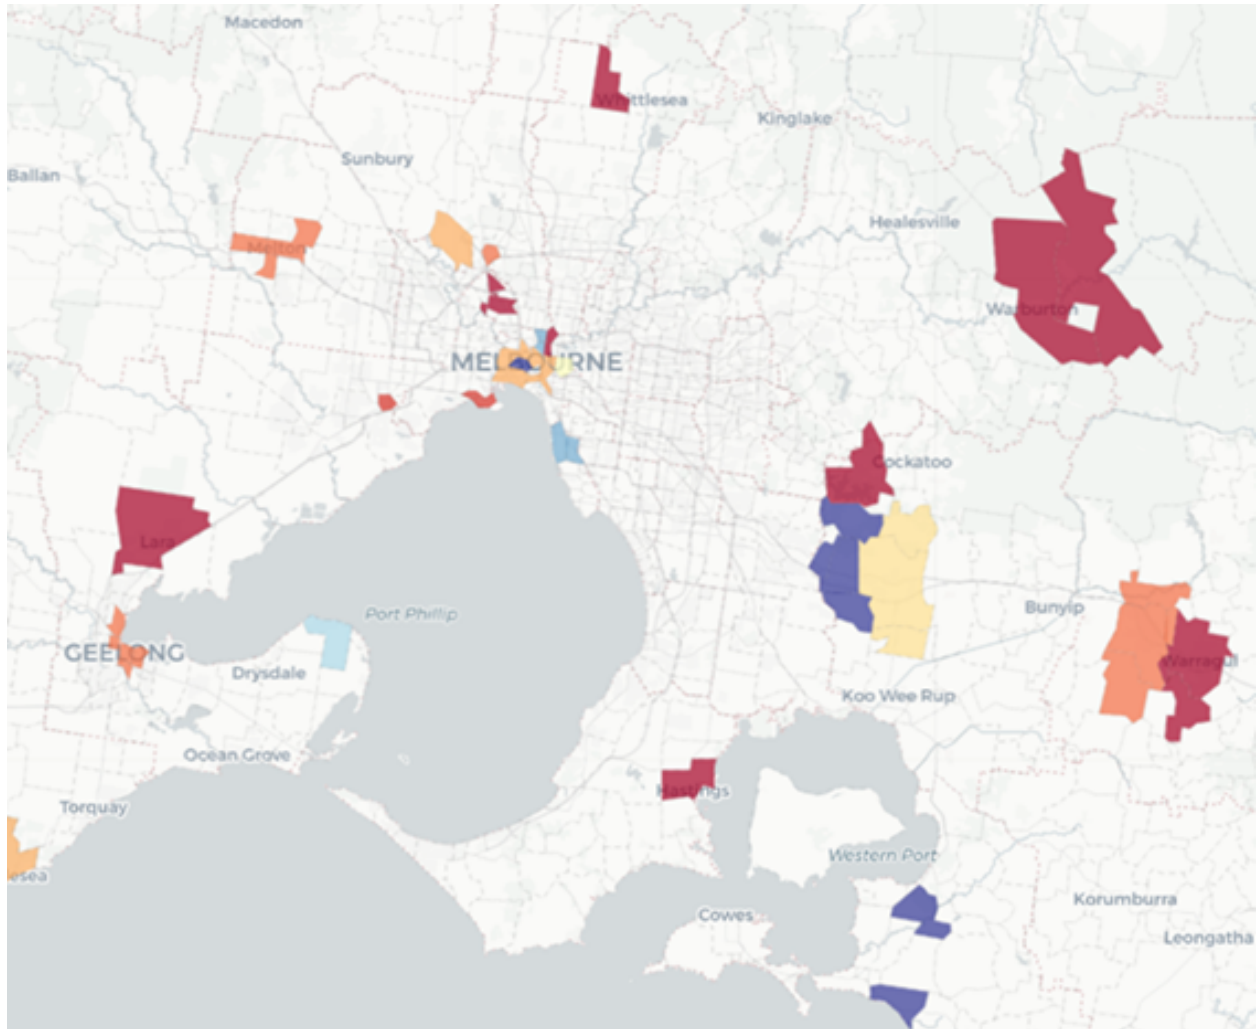 Macedon
Whittlesea
Kinglake
Sunbury
Ballan
Healesville
Melton
Warburton
MELBOURNE
Cockatoo
Lara
Port Phillip
Bunyip
GEELONG
Drysdale
Warragul
Koo Wee Rup
Ocean Grove
Hastings
Torquay
Western Port
esea
Korumburra
Cowes
Leongatha